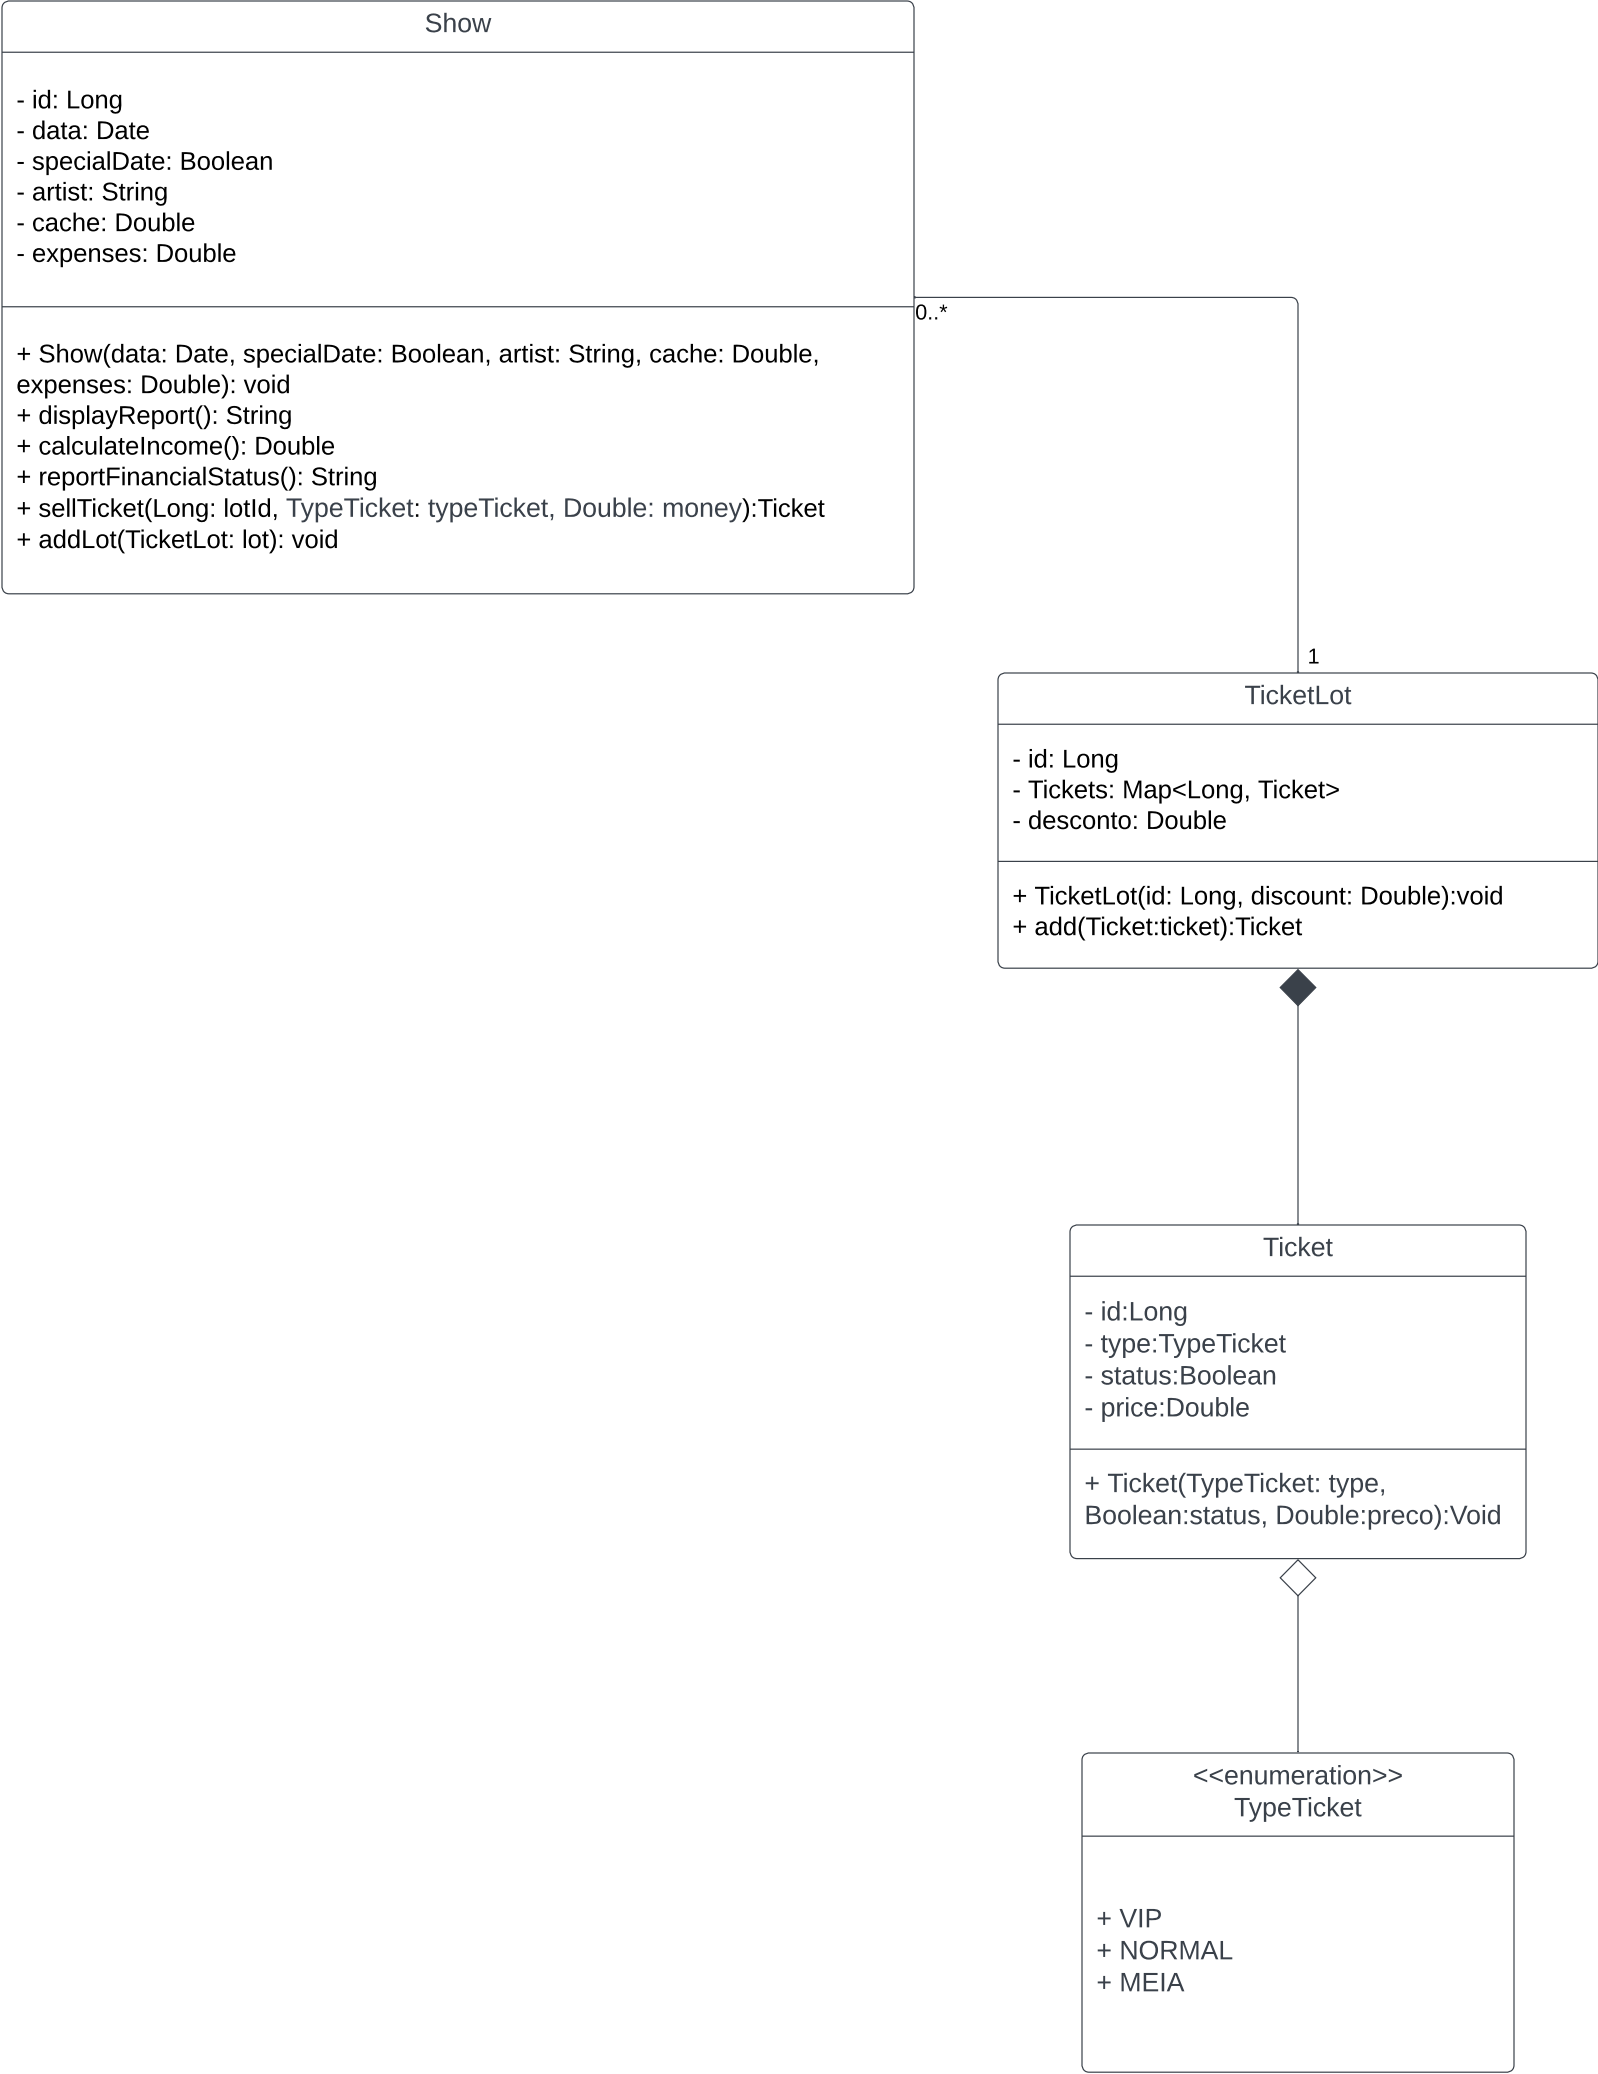 Show
- id: Long
- data: Date
- specialDate: Boolean
- artist: String
- cache: Double
- expenses: Double
0..*
+ Show(data: Date, specialDate: Boolean, artist: String, cache: Double,
expenses: Double): void
+ displayReport(): String
+ calculateIncome(): Double
+ reportFinancialStatus(): String
+ sellTicket(Long: lotId, TypeTicket: typeTicket, Double: money):Ticket
+ addLot(TicketLot: lot): void
1
TicketLot
- id: Long
- Tickets: Map<Long, Ticket>
- desconto: Double
+ TicketLot(id: Long, discount: Double):void
+ add(Ticket:ticket):Ticket
Ticket
- id:Long
- type:TypeTicket
- status:Boolean
- price:Double
+ Ticket(TypeTicket: type,
Boolean:status, Double:preco):Void
<<enumeration>>
TypeTicket
+ VIP
+ NORMAL
+ MEIA